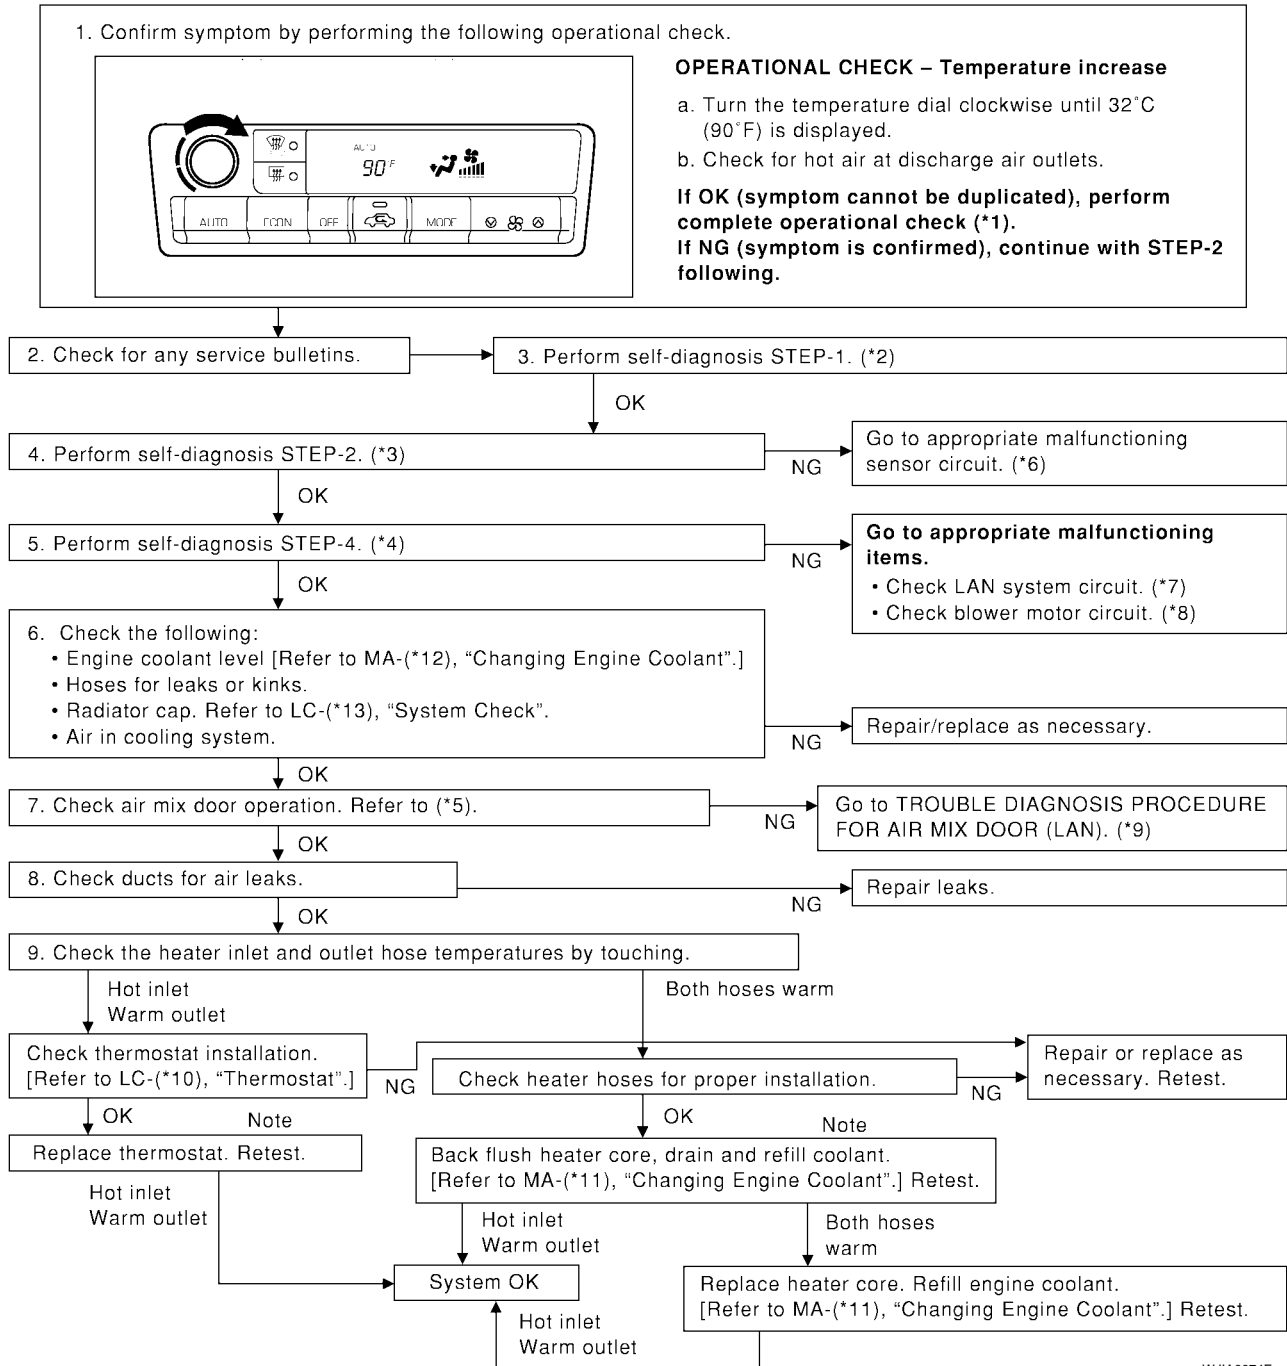 1. Confirm symptom by performing the following operational check.
OPERATIONAL CHECK – Temperature increase
a. Turn the temperature dial clockwise until 32˚C
(90˚F) is displayed.
b. Check for hot air at discharge air outlets.
If OK (symptom cannot be duplicated), perform
complete operational check (*1).
If NG (symptom is confirmed), continue with STEP-2
following.
AUTO
90˚F
AUTO ECON OFF MODE
2. Check for any service bulletins.
3. Perform self-diagnosis STEP-1. (*2)
OK
4. Perform self-diagnosis STEP-2. (*3)
NG
Go to appropriate malfunctioning
sensor circuit. (*6)
OK
5. Perform self-diagnosis STEP-4. (*4)
NG
Go to appropriate malfunctioning
items.
• Check LAN system circuit. (*7)
• Check blower motor circuit. (*8)
OK
6. Check the following:
• Engine coolant level [Refer to MA-(*12), “Changing Engine Coolant”.]
• Hoses for leaks or kinks.
• Radiator cap. Refer to LC-(*13), “System Check”.
• Air in cooling system.
NG
Repair/replace as necessary.
OK
7. Check air mix door operation. Refer to (*5).
NG
Go to TROUBLE DIAGNOSIS PROCEDURE
FOR AIR MIX DOOR (LAN). (*9)
OK
8. Check ducts for air leaks.
NG
Repair leaks.
OK
9. Check the heater inlet and outlet hose temperatures by touching.
Hot inlet
Warm outlet
Both hoses warm
Check thermostat installation.
[Refer to LC-(*10), “Thermostat”.]
NG
Check heater hoses for proper installation.
NG
Repair or replace as
necessary. Retest.
OK
Note
OK
Note
Replace thermostat. Retest.
Back flush heater core, drain and refill coolant.
[Refer to MA-(*11), “Changing Engine Coolant”.] Retest.
Hot inlet
Warm outlet
Hot inlet
Warm outlet
Both hoses
warm
System OK
Replace heater core. Refill engine coolant.
[Refer to MA-(*11), “Changing Engine Coolant”.] Retest.
Hot inlet
Warm outlet